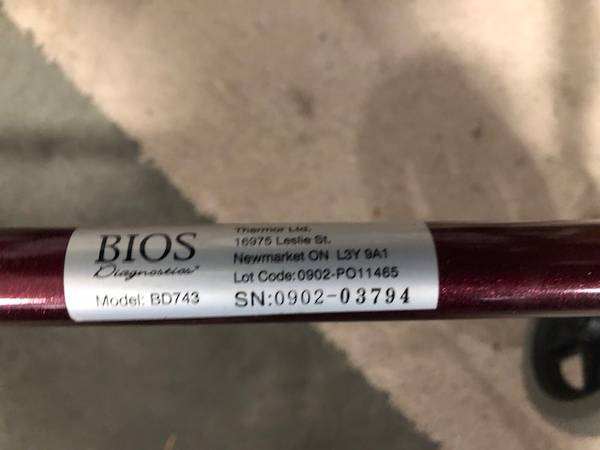 BIOS
Diagnostics
Model: BD743
Thermor Ltd.
16975 Leslie St.
Newmarket ON L3Y 9A1
Lot Code:0902-PO11465
SN:0902-03794